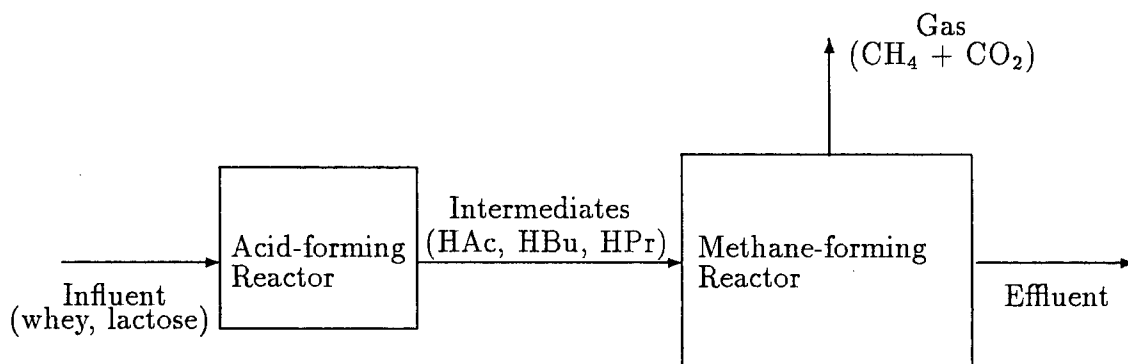 Gas
(CH₄ + CO₂)
Intermediates
(HAc, HBu, HPr)
Acid-forming
Reactor
Methane-forming
Reactor
Influent
(whey, lactose)
Effluent